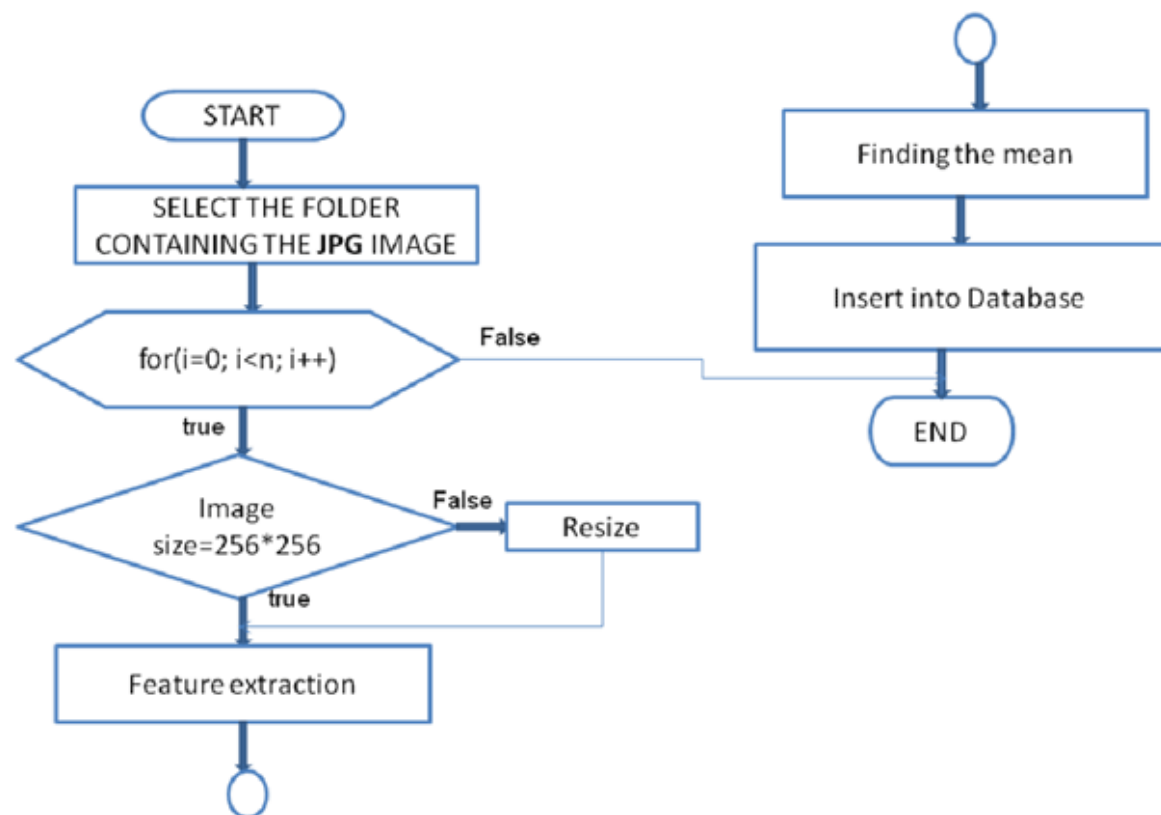 START
SELECT THE FOLDER
CONTAINING THE JPG IMAGE
for(i=0; i<n; i++)
False
true
Image
size=256*256
False
Resize
true
Feature extraction
Finding the mean
Insert into Database
END